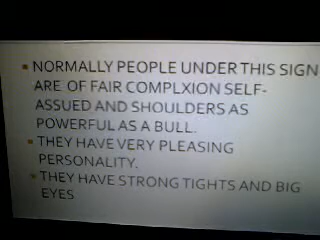 NORMALLY PEOPLE UNDER THIS SIGN
ARE OF FAIR COMPLXION SELF-
ASSUED AND SHOULDERS AS
POWERFUL AS A BULL.
THEY HAVE VERY PLEASING
PERSONALITY.
THEY HAVE STRONG TIGHTS AND BIG
EYES